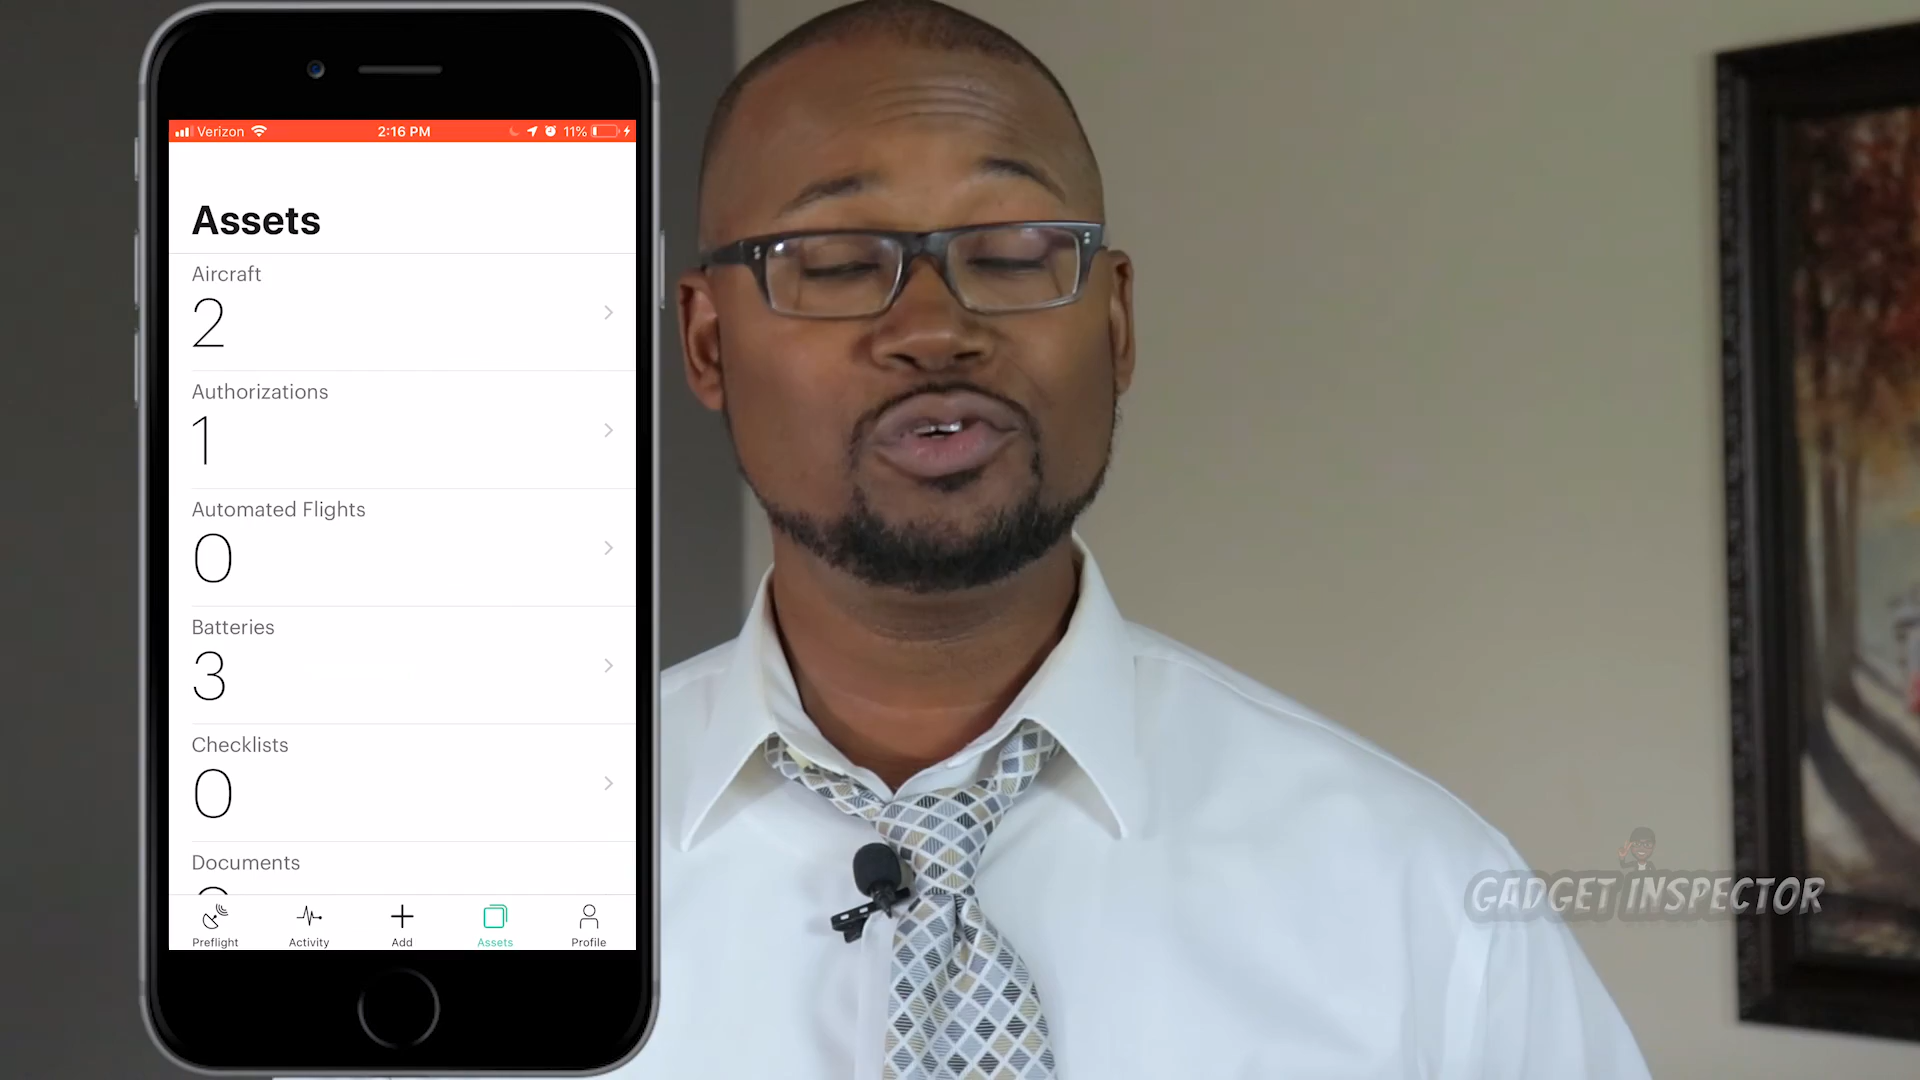 Verizon 2:16 PM 11%
Assets
Aircraft
2
Authorizations
1
Automated Flights
0
Batteries
3
Checklists
0
Documents
Preflight Activity Add Assets Profile
GADGET INSPECTOR